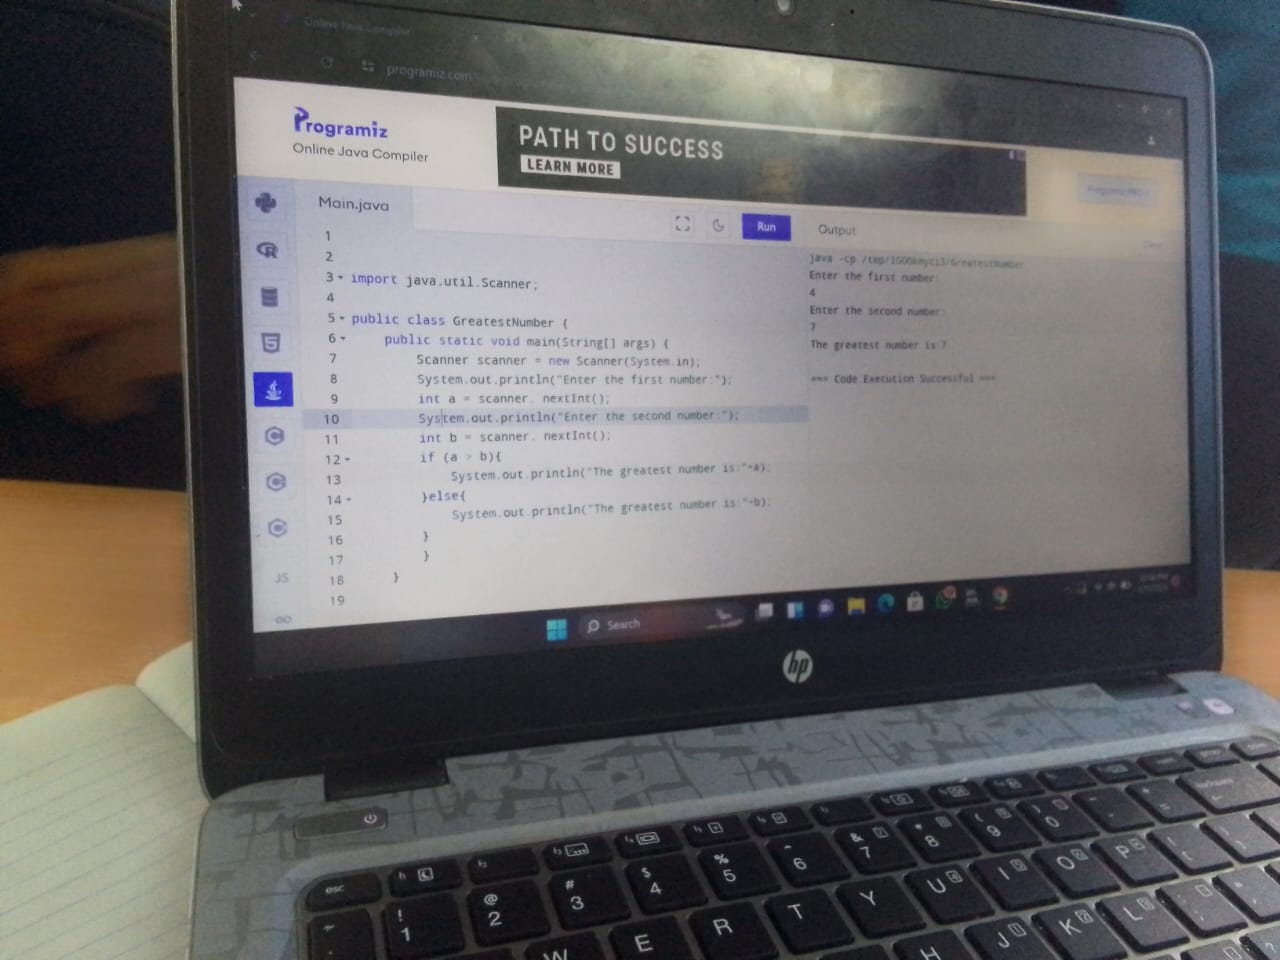 Online Java Compiler
programiz.com
Programiz
Online Java Compiler
PATH TO SUCCESS
LEARN MORE
Programiz PRO
Main.java
Run
Output
Clear
1
2
3 import java.util.Scanner;
4
5 public class GreatestNumber {
6 public static void main(String[] args) {
7 Scanner scanner = new Scanner(System.in);
8 System.out.println("Enter the first number:");
9 int a = scanner. nextInt();
10 System.out.println("Enter the second number:");
11 int b = scanner. nextInt();
12 if (a > b){
13 System.out.println("The greatest number is:"+a);
14 }else{
15 System.out.println("The greatest number is:"+b);
16 }
17 }
18 }
19
java -cp /tmp/
Enter the first number:
4
Enter the second number:
7
The greatest number is:7
=== Code Execution Successful ===
JS
GO
Search
hp
esc
! 1
@ 2
# 3
$ 4
% 5
^ 6
& 7
* 8
( 9
) 0
W
E
R
T
Y
U
I
O
P
H
J
K
L